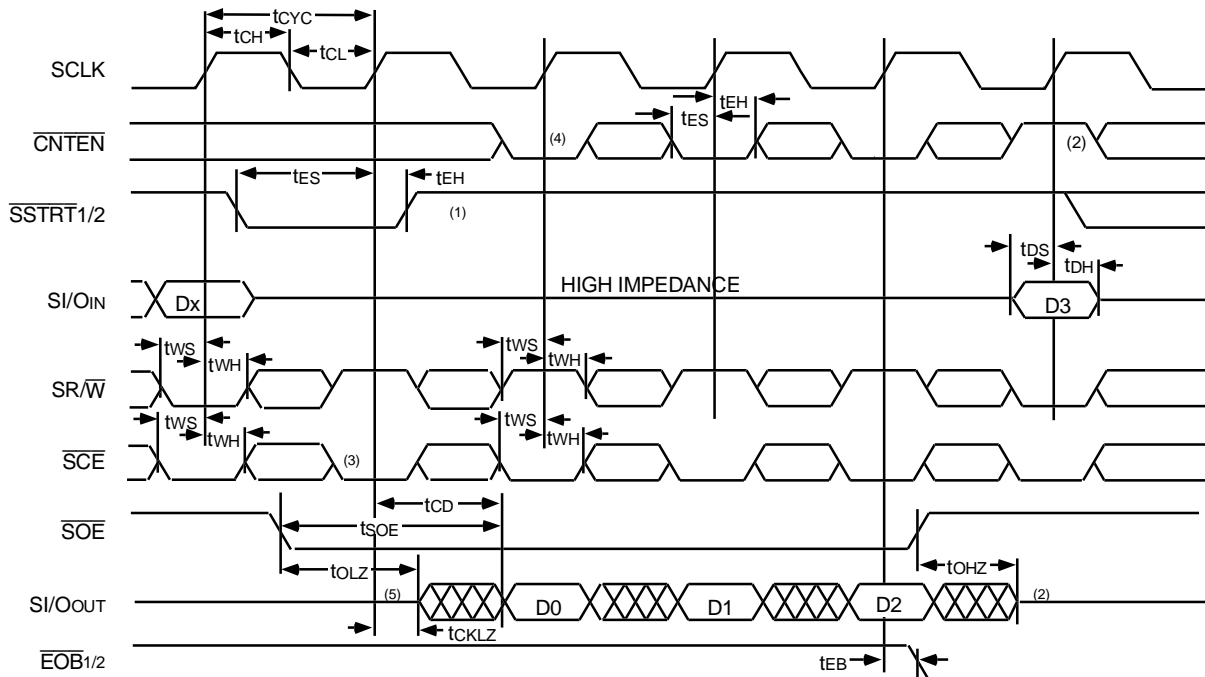 tCYC
tCH
tCL
SCLK
tEH
tES
CNTEN
(4)
(2)
tES
tEH
SSTRT1/2
(1)
tDS
tDH
SI/OIN
Dx
HIGH IMPEDANCE
D3
tWS
tWH
tWS
tWH
SR/W
tWS
tWH
tWS
tWH
SCE
(3)
tCD
SOE
tSOE
tOLZ
tOHZ
SI/OOUT
(5)
D0
D1
D2
(2)
tCKLZ
EOB1/2
tEB